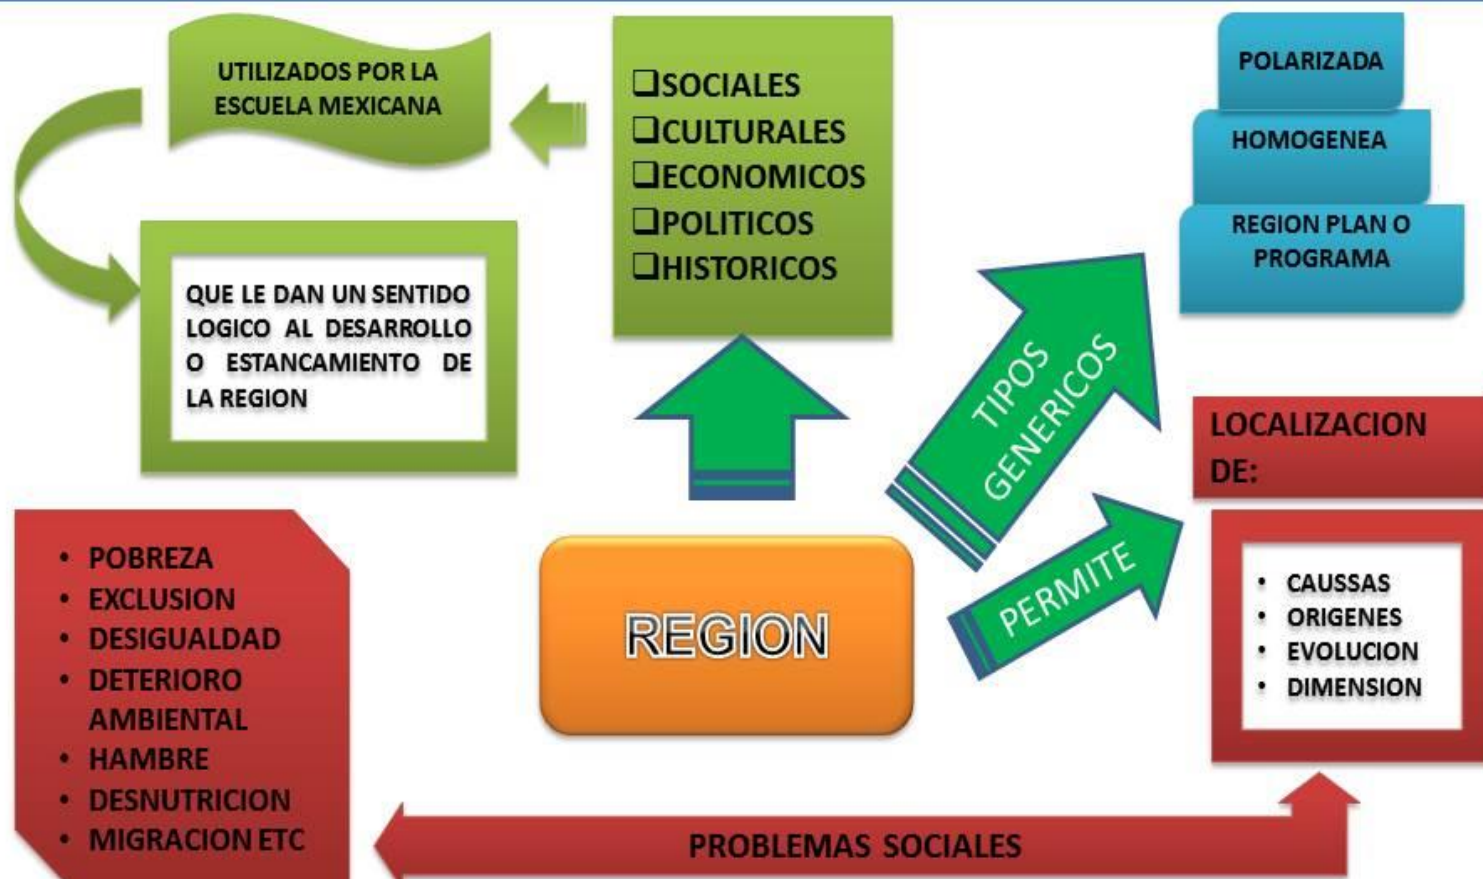 UTILIZADOS POR LA
ESCUELA MEXICANA
SOCIALES
CULTURALES
ECONOMICOS
POLITICOS
HISTORICOS
POLARIZADA
HOMOGENEA
REGION PLAN O
PROGRAMA
QUE LE DAN UN SENTIDO
LOGICO AL DESARROLLO
O ESTANCAMIENTO DE
LA REGION
TIPOS
GENERICOS
LOCALIZACION
DE:
PERMITE
• CAUSSAS
• ORIGENES
• EVOLUCION
• DIMENSION
REGION
• POBREZA
• EXCLUSION
• DESIGUALDAD
• DETERIORO
AMBIENTAL
• HAMBRE
• DESNUTRICION
• MIGRACION ETC
PROBLEMAS SOCIALES